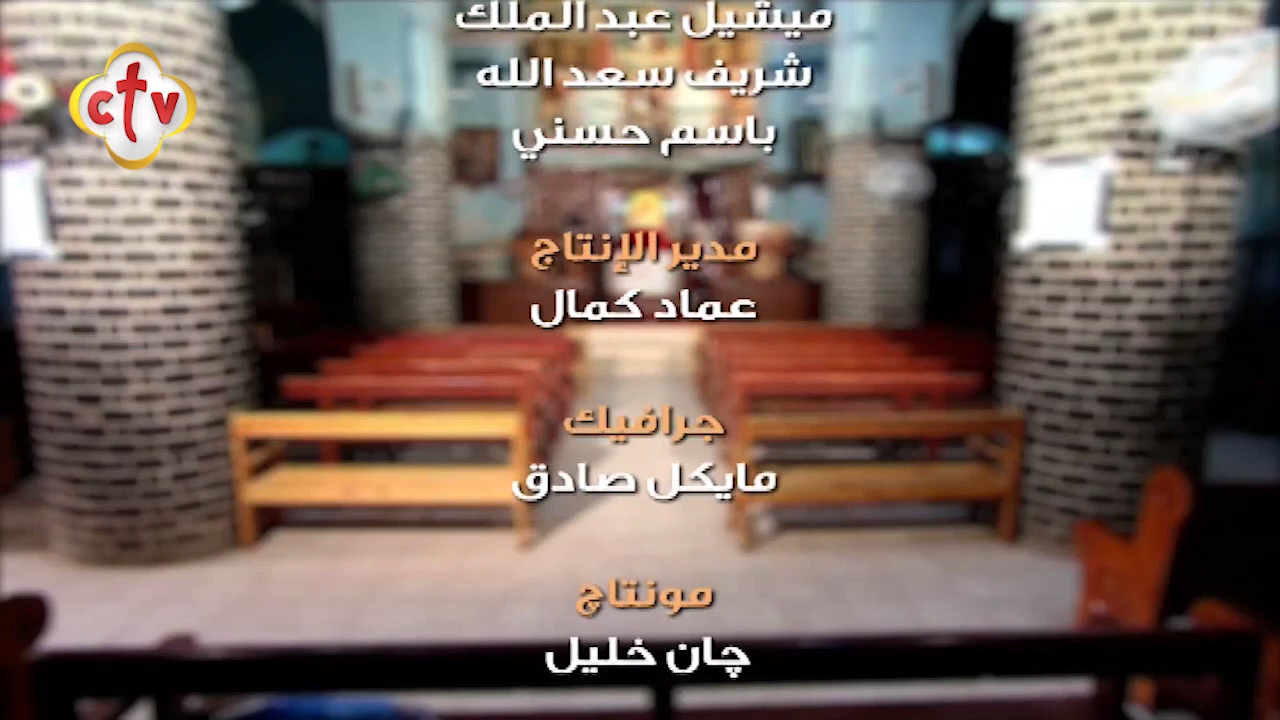 ctv
ميشيل عبد الملك
شريف سعد الله
باسم حسني
مدير الإنتاج
عماد كمال
جرافيك
مايكل صادق
مونتاج
چان خليل